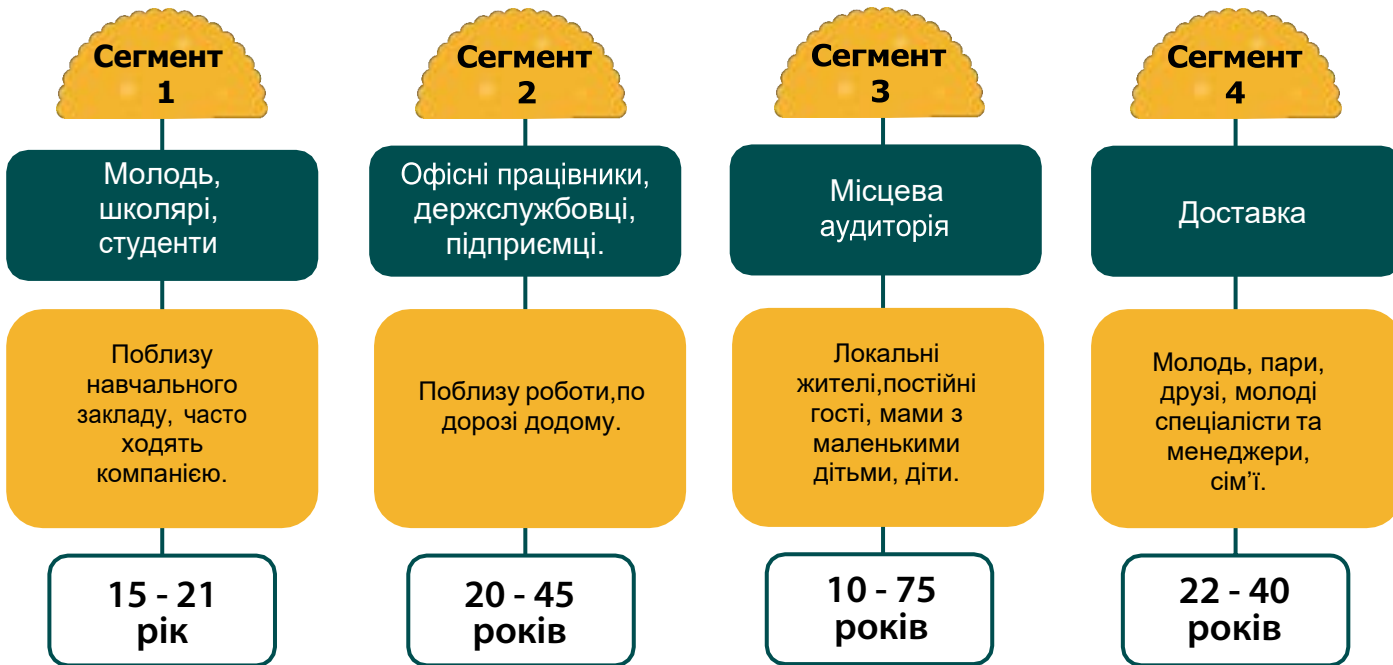 Сегмент
1
Молодь,
школярі,
студенти
Поблизу
навчального
закладу, часто
ходять
компанією.
15 - 21
рік
Сегмент
2
Офісні працівники,
держслужбовці,
підприємці.
Поблизу роботи,по
дорозі додому.
20 - 45
років
Сегмент
3
Місцева
аудиторія
Локальні
жителі,постійні
гості, мами з
маленькими
дітьми, діти.
10 - 75
років
Сегмент
4
Доставка
Молодь, пари,
друзі, молоді
спеціалісти та
менеджери,
сім’ї.
22 - 40
років